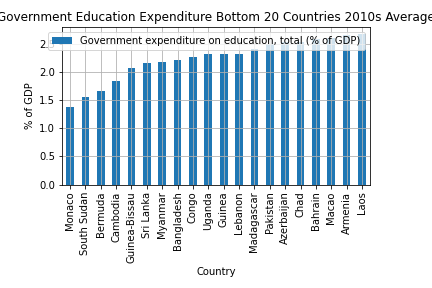 Government Education Expenditure Bottom 20 Countries 2010s Average
Government expenditure on education, total (% of GDP)
% of GDP
2.0
1.5
1.0
0.5
0.0
Monaco
South Sudan
Bermuda
Cambodia
Guinea-Bissau
Sri Lanka
Myanmar
Bangladesh
Congo
Uganda
Guinea
Lebanon
Madagascar
Pakistan
Azerbaijan
Chad
Bahrain
Macao
Armenia
Laos
Country